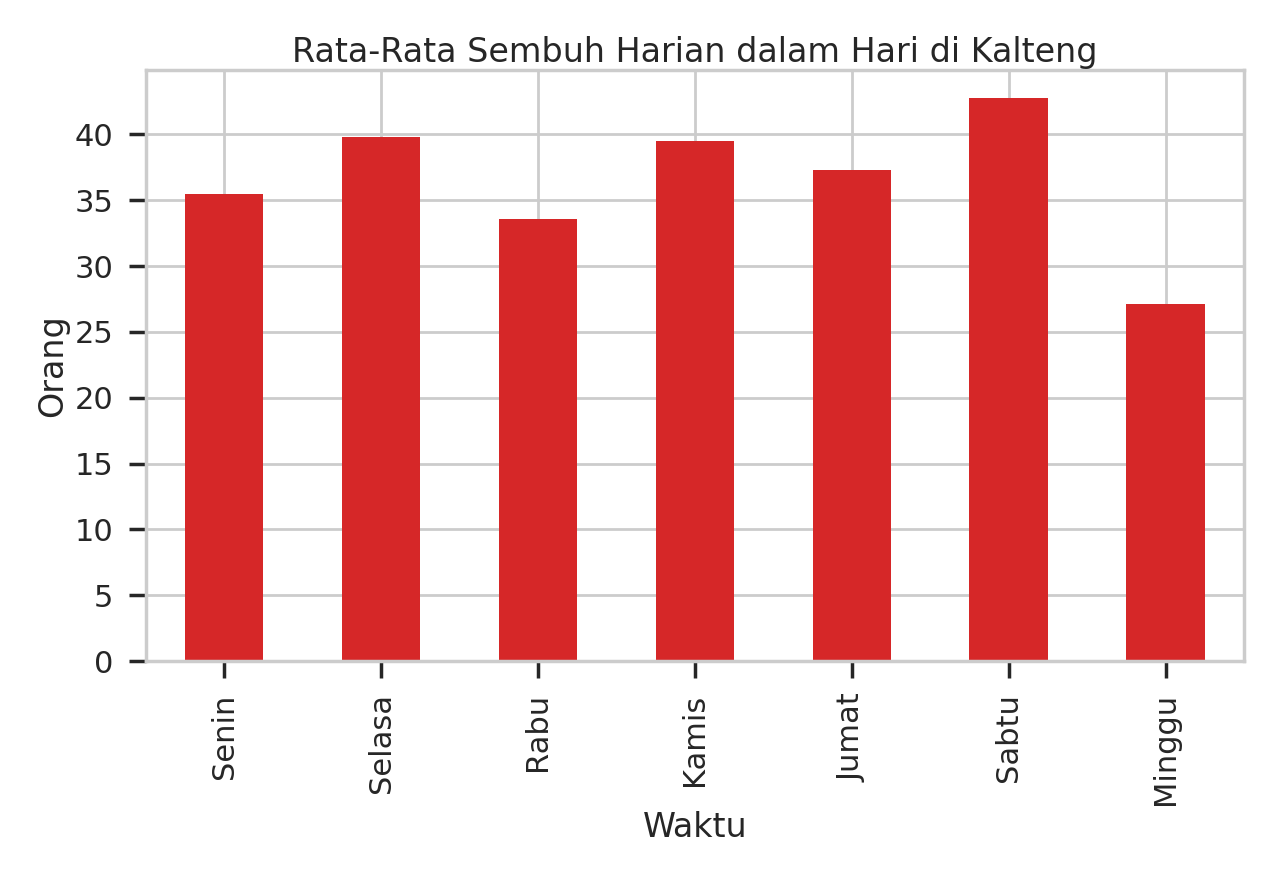 Rata-Rata Sembuh Harian dalam Hari di Kalteng
Orang
40
35
30
25
20
15
10
5
0
Senin
Selasa
Rabu
Kamis
Jumat
Sabtu
Minggu
Waktu